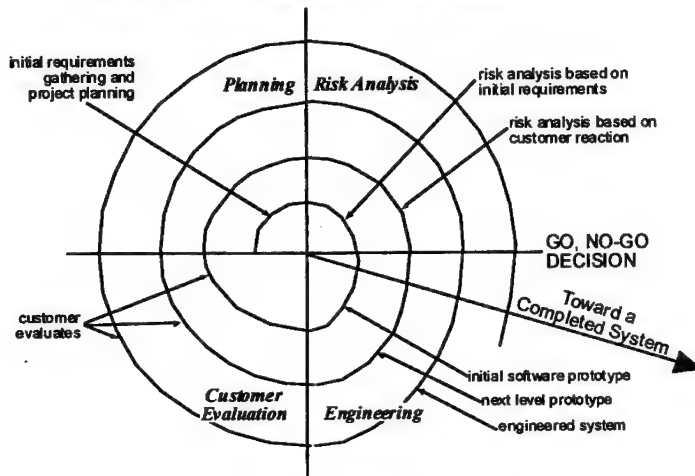 initial requirements
gathering and
project planning
Planning
Risk Analysis
risk analysis based on
initial requirements
risk analysis based on
customer reaction
GO, NO-GO
DECISION
Toward a
Completed System
customer
evaluates
initial software prototype
next level prototype
engineered system
Customer
Evaluation
Engineering